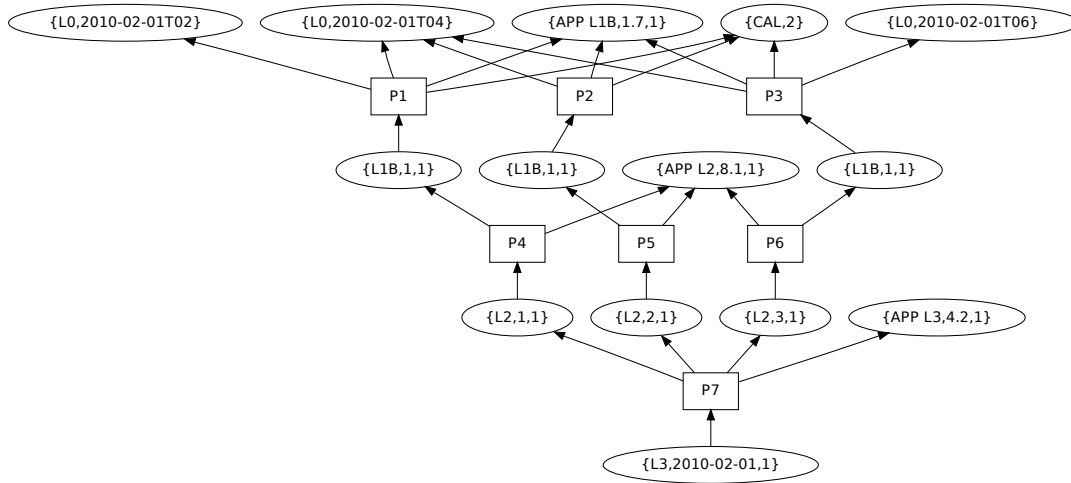 {L0,2010-02-01T02}
{L0,2010-02-01T04}
{APP L1B,1.7,1}
{CAL,2}
{L0,2010-02-01T06}
P1
P2
P3
{L1B,1,1}
{L1B,1,1}
{APP L2,8.1,1}
{L1B,1,1}
P4
P5
P6
{L2,1,1}
{L2,2,1}
{L2,3,1}
{APP L3,4.2,1}
P7
{L3,2010-02-01,1}